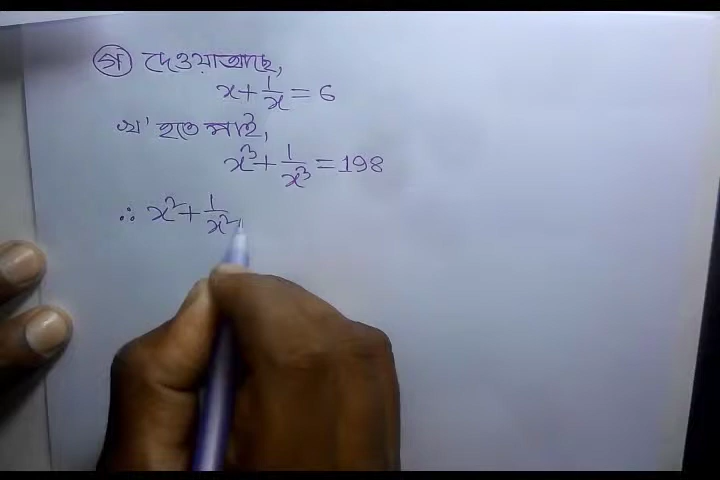 গ দেওয়াআছে,
x + 1/x = 6
'খ' হতে পাই,
x³ + 1/x³ = 198
∴ x² + 1/x²